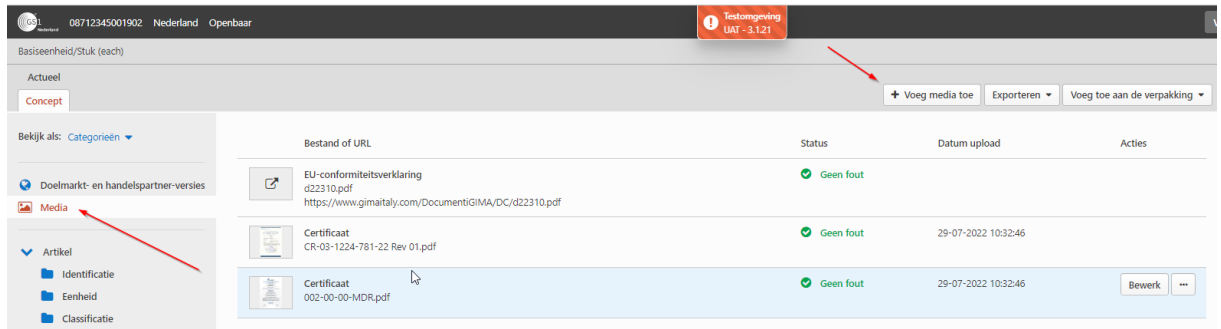 GS1 Nederland 08712345001902 Nederland Openbaar
Testomgeving
UAT - 3.1.21
V
Basiseenheid/Stuk (each)
Actueel
Concept
+ Voeg media toe Exporteren Voeg toe aan de verpakking
Bekijk als: Categorieën
Bestand of URL Status Datum upload Acties
Doelmarkt- en handelspartner-versies
Media
EU-conformiteitsverklaring Geen fout
d22310.pdf
https://www.gimaitaly.com/DocumentiGIMA/DC/d22310.pdf
Certificaat Geen fout 29-07-2022 10:32:46
CR-03-1224-781-22 Rev 01.pdf
Artikel
Identificatie
Eenheid
Classificatie
Certificaat Geen fout 29-07-2022 10:32:46 Bewerk ...
002-00-00-MDR.pdf